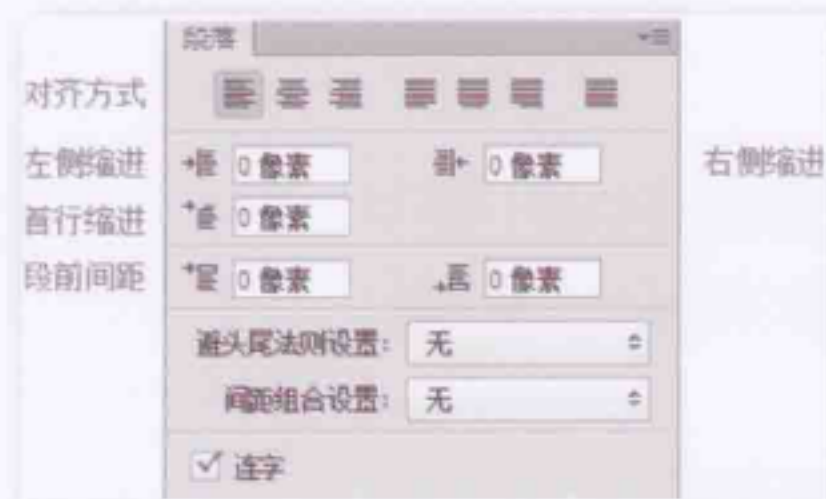 段落
对齐方式
左侧缩进 0 像素 0 像素 右侧缩进
首行缩进 0 像素
段前间距 0 像素 0 像素
避头尾法则设置: 无
间距组合设置: 无
连字